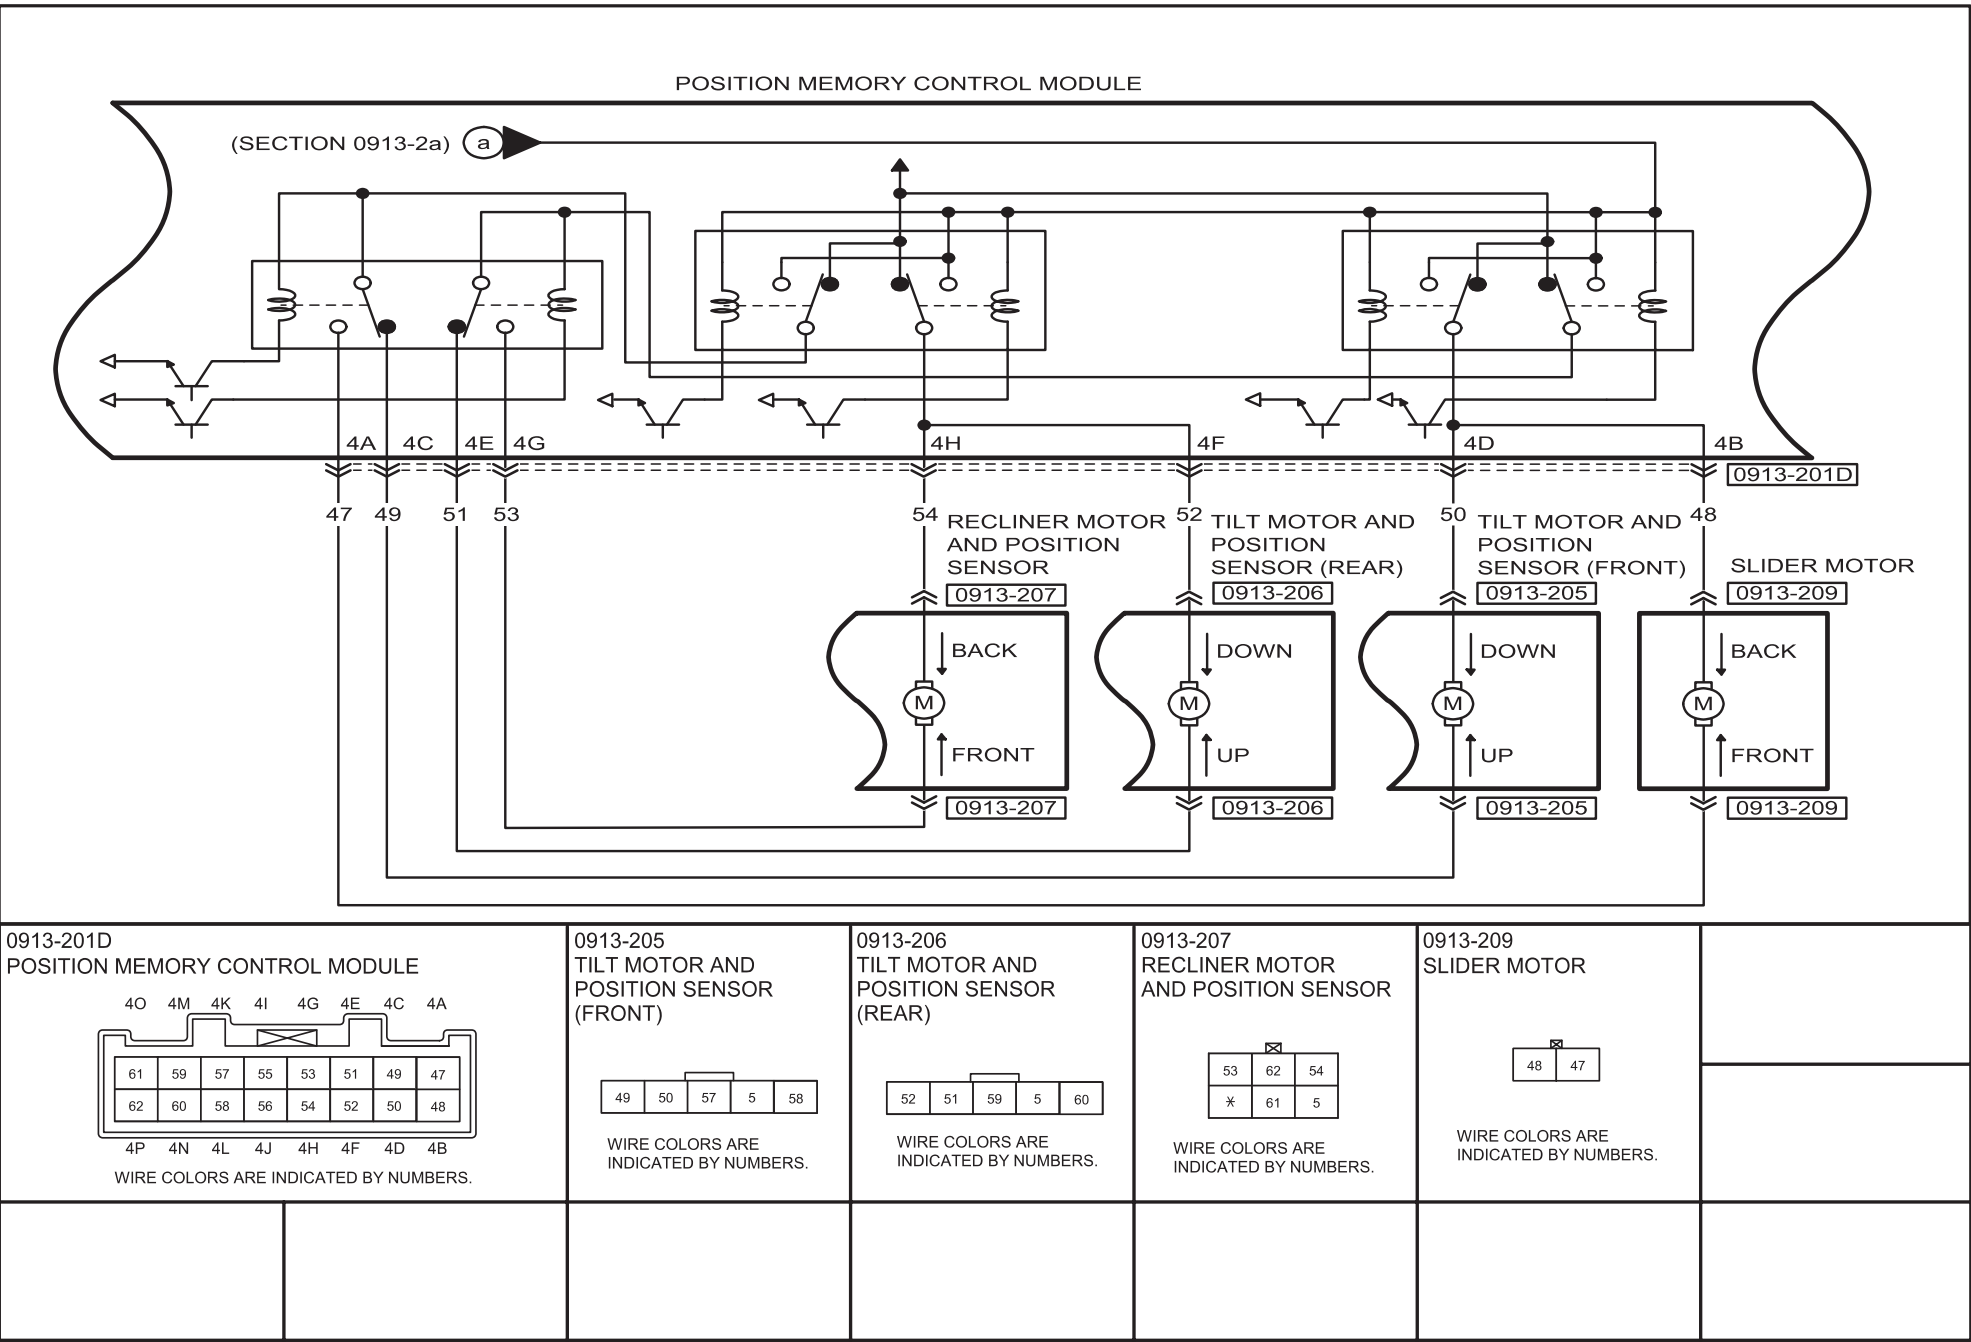 POSITION MEMORY CONTROL MODULE
(SECTION 0913-2a) a
4A 4C 4E 4G 4H 4F 4D 4B
0913-201D
47 49 51 53 54 52 50 48
RECLINER MOTOR
AND POSITION
SENSOR
0913-207
TILT MOTOR AND
POSITION
SENSOR (REAR)
0913-206
TILT MOTOR AND
POSITION
SENSOR (FRONT)
0913-205
SLIDER MOTOR
0913-209
BACK DOWN DOWN BACK
M M M M
FRONT UP UP FRONT
0913-207 0913-206 0913-205 0913-209
0913-201D
POSITION MEMORY CONTROL MODULE
4O 4M 4K 4I 4G 4E 4C 4A
61 59 57 55 53 51 49 47
62 60 58 56 54 52 50 48
4P 4N 4L 4J 4H 4F 4D 4B
WIRE COLORS ARE INDICATED BY NUMBERS.
0913-205
TILT MOTOR AND
POSITION SENSOR
(FRONT)
49 50 57 5 58
WIRE COLORS ARE
INDICATED BY NUMBERS.
0913-206
TILT MOTOR AND
POSITION SENSOR
(REAR)
52 51 59 5 60
WIRE COLORS ARE
INDICATED BY NUMBERS.
0913-207
RECLINER MOTOR
AND POSITION SENSOR
53 62 54
* 61 5
WIRE COLORS ARE
INDICATED BY NUMBERS.
0913-209
SLIDER MOTOR
48 47
WIRE COLORS ARE
INDICATED BY NUMBERS.